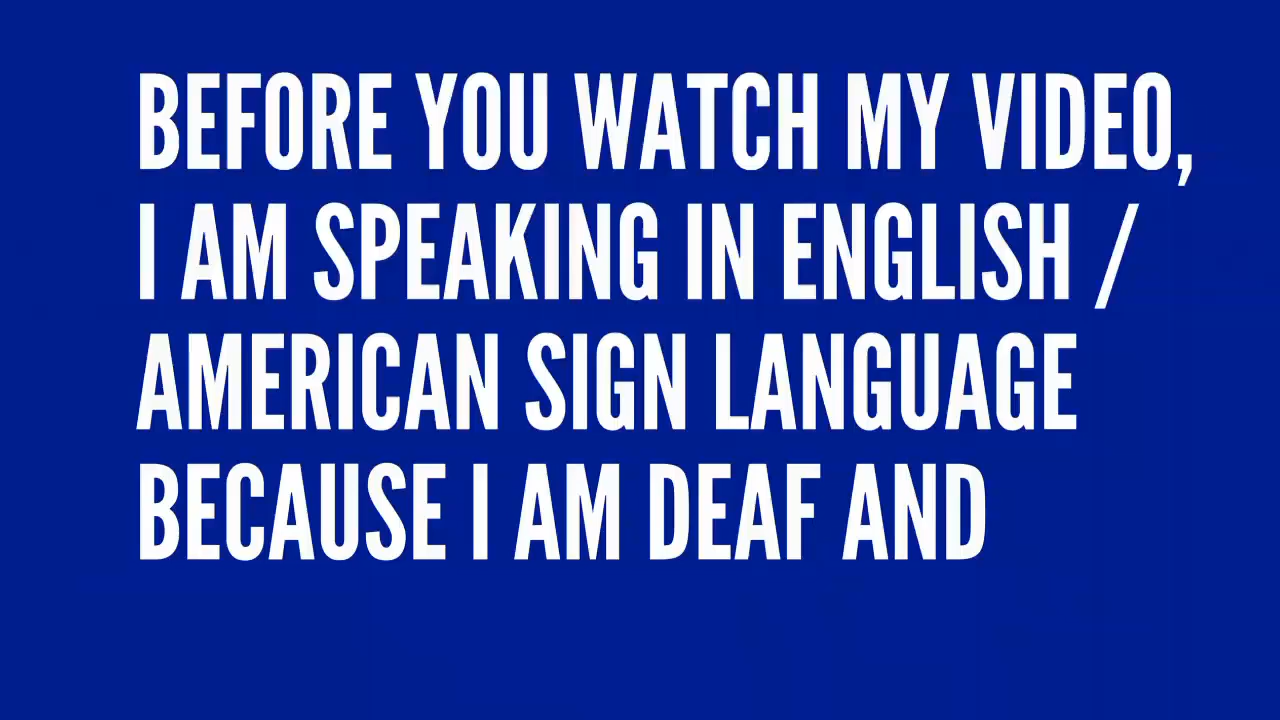 BEFORE YOU WATCH MY VIDEO,
I AM SPEAKING IN ENGLISH /
AMERICAN SIGN LANGUAGE
BECAUSE I AM DEAF AND